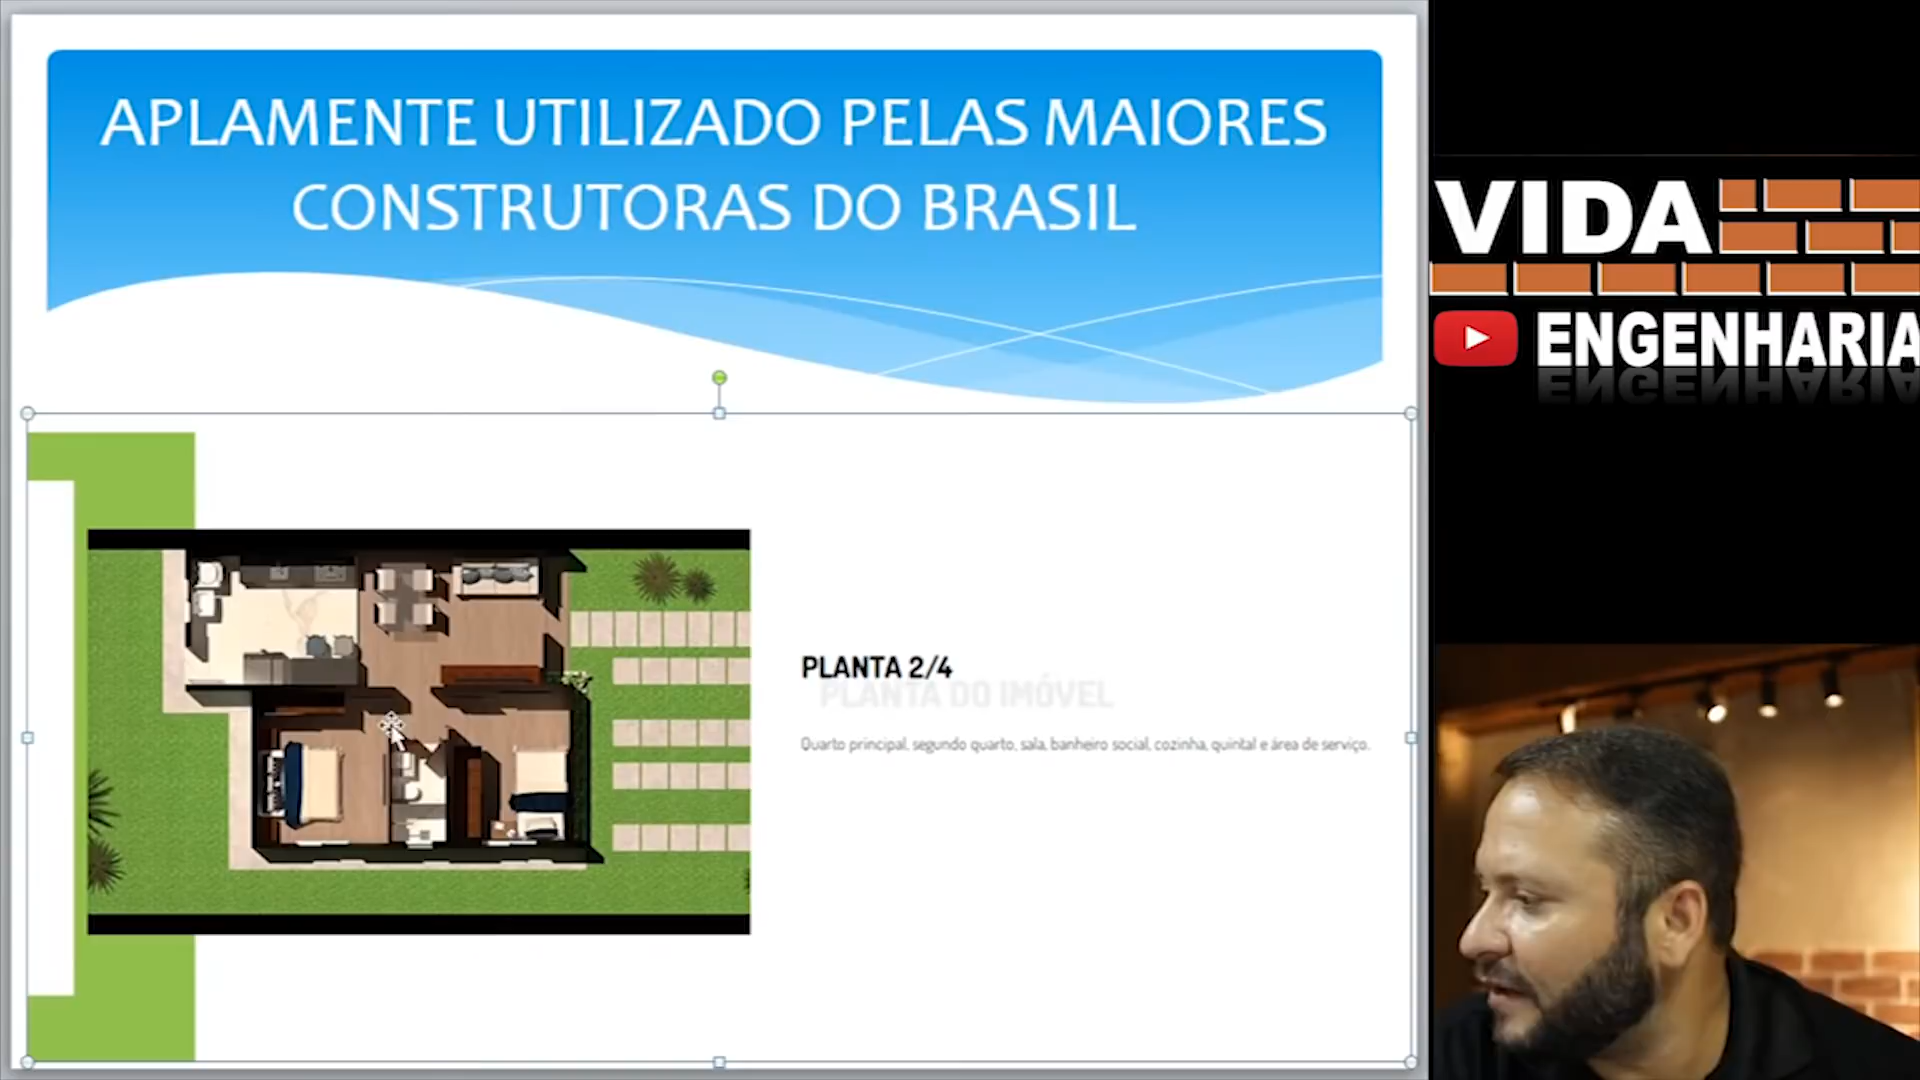 APLAMENTE UTILIZADO PELAS MAIORES
CONSTRUTORAS DO BRASIL
VIDA
ENGENHARIA
PLANTA 2/4
PLANTA DO IMÓVEL
Quarto principal, segundo quarto, sala, banheiro social, cozinha, quintal e área de serviço.